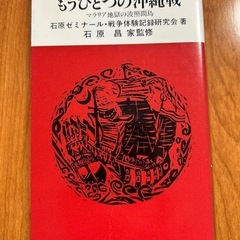 もうひとつの沖縄戦
マラリア地獄の波照間島
石原ゼミナール・戦争体験記録研究会著
石原昌家監修